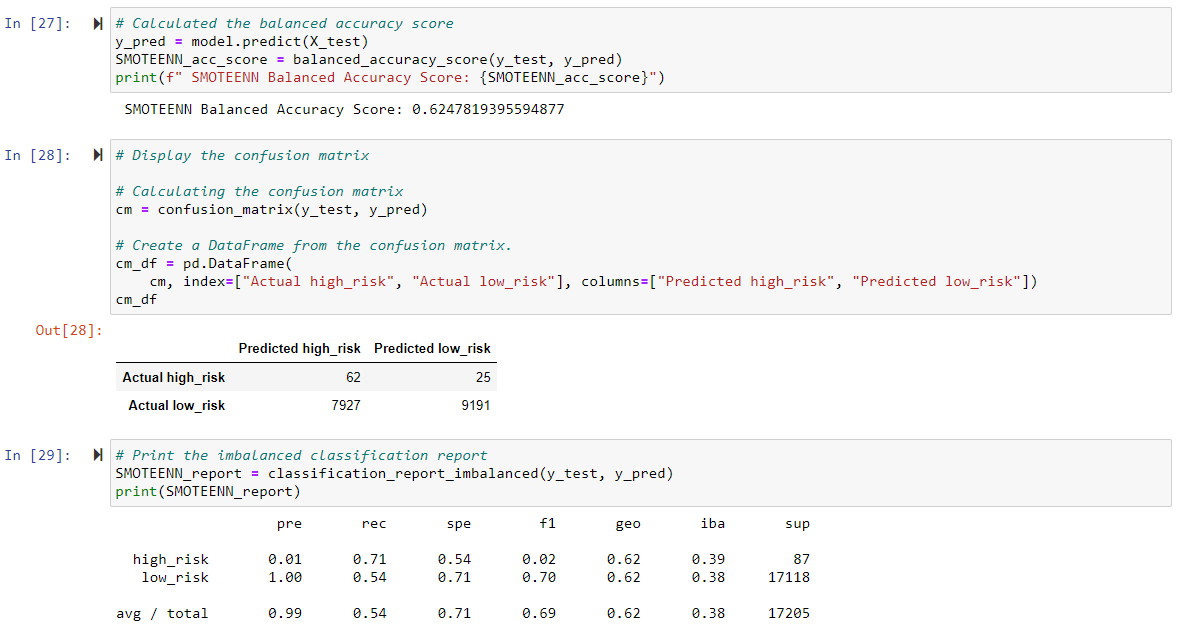 In [27]:
# Calculated the balanced accuracy score
y_pred = model.predict(X_test)
SMOTEENN_acc_score = balanced_accuracy_score(y_test, y_pred)
print(f" SMOTEENN Balanced Accuracy Score: {SMOTEENN_acc_score}")
SMOTEENN Balanced Accuracy Score: 0.6247819395594877
In [28]:
# Display the confusion matrix
# Calculating the confusion matrix
cm = confusion_matrix(y_test, y_pred)
# Create a DataFrame from the confusion matrix.
cm_df = pd.DataFrame(
    cm, index=["Actual high_risk", "Actual low_risk"], columns=["Predicted high_risk", "Predicted low_risk"])
cm_df
Out[28]:
Predicted high_risk Predicted low_risk
Actual high_risk 62 25
Actual low_risk 7927 9191
In [29]:
# Print the imbalanced classification report
SMOTEENN_report = classification_report_imbalanced(y_test, y_pred)
print(SMOTEENN_report)
pre rec spe f1 geo iba sup
high_risk 0.01 0.71 0.54 0.02 0.62 0.39 87
low_risk 1.00 0.54 0.71 0.70 0.62 0.38 17118
avg / total 0.99 0.54 0.71 0.69 0.62 0.38 17205